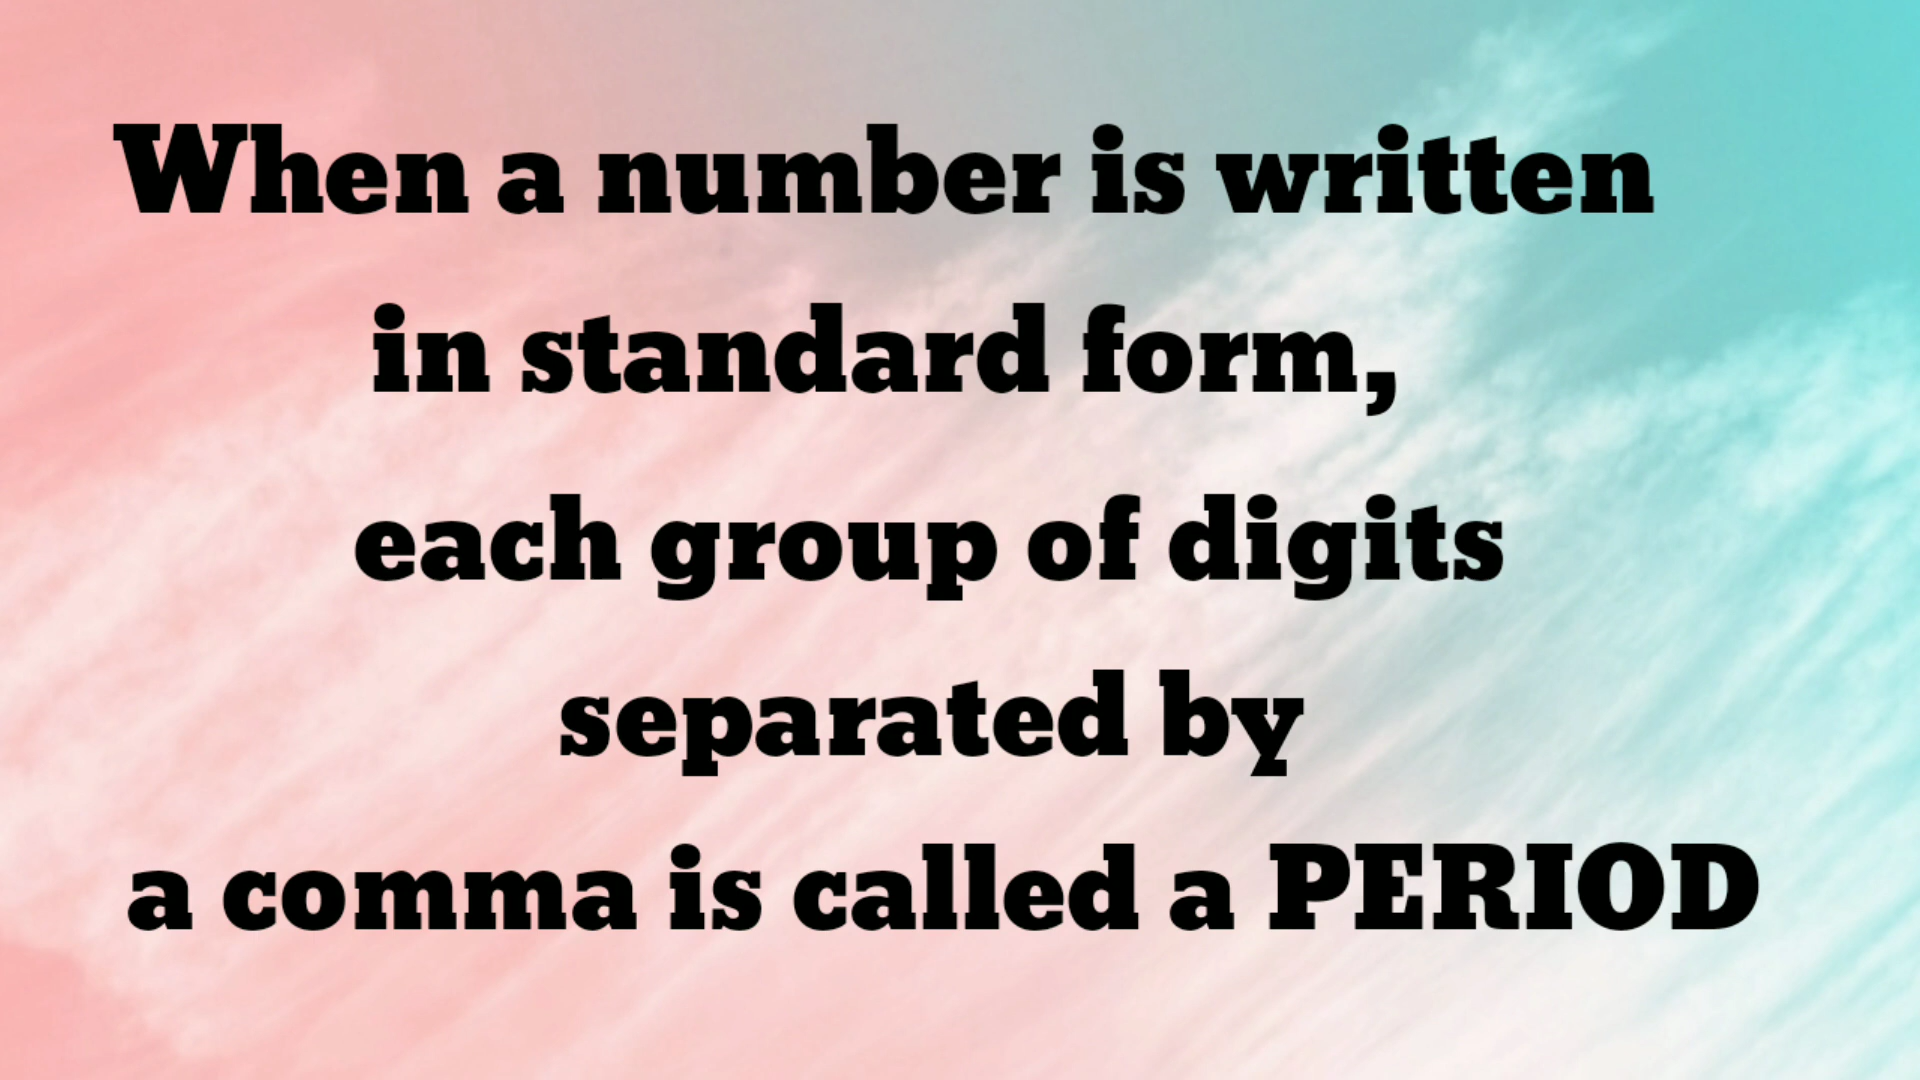 When a number is written
in standard form,
each group of digits
separated by
a comma is called a PERIOD